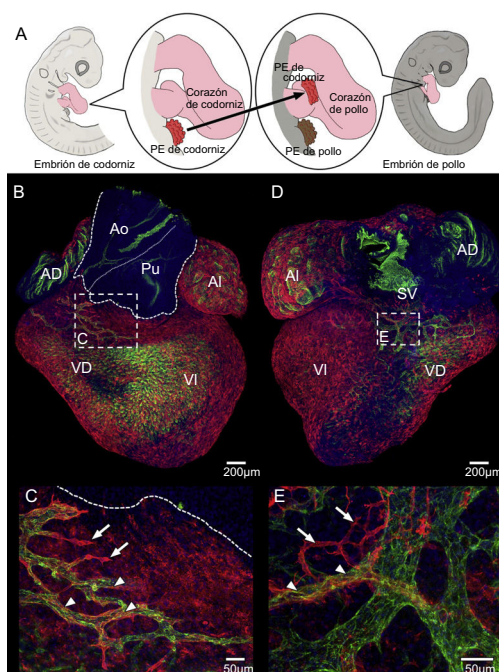 A
PE de
codorniz
Corazón
de codorniz
Corazón
de pollo
PE de codorniz
PE de pollo
Embrión de codorniz
Embrión de pollo
B
Ao
AD
Pu
AI
C
VD
VI
200µm
D
AI
AD
SV
E
VI
VD
200µm
C
50µm
E
50µm